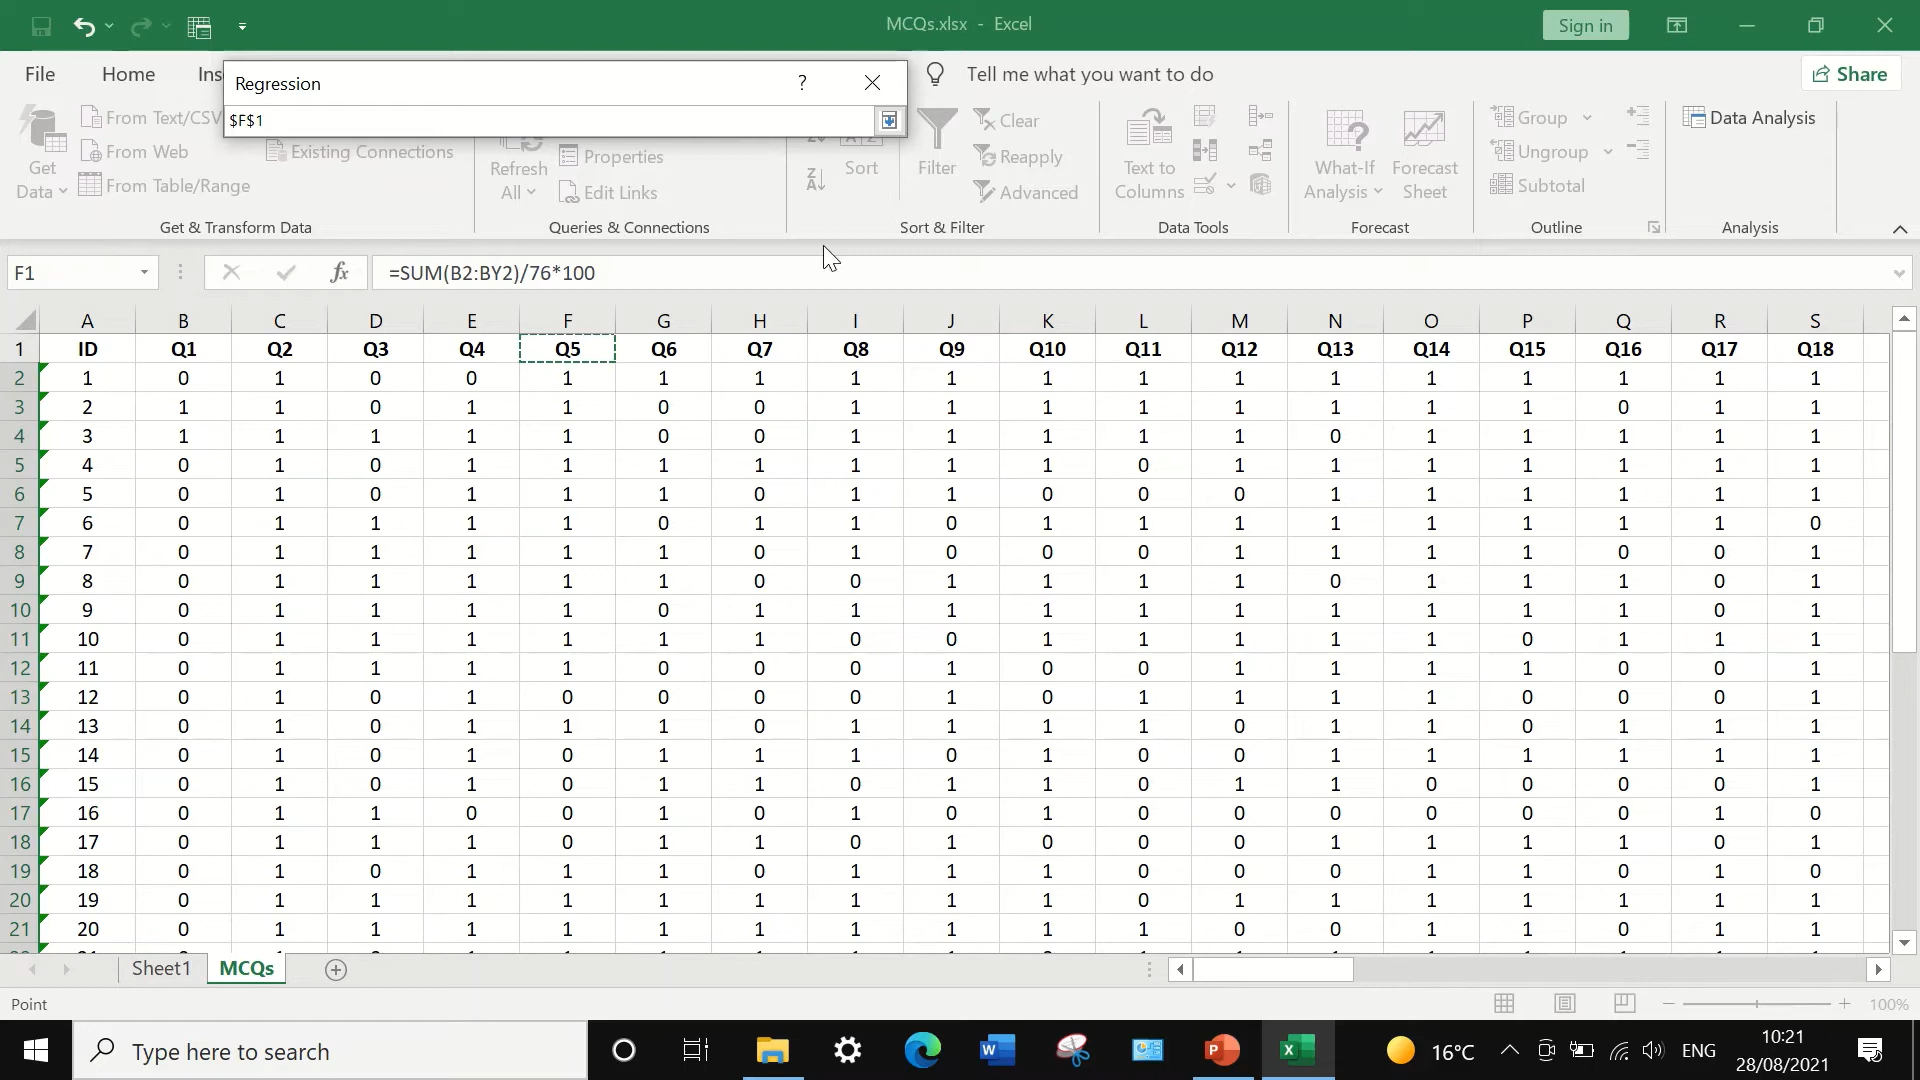 MCQs.xlsx - Excel
Sign in
File Home Ins Tell me what you want to do Share
Regression ?
$F$1
Get Data
From Text/CSV
From Web
From Table/Range
Existing Connections
Get & Transform Data
Refresh All
Properties
Edit Links
Queries & Connections
Sort
Filter
Clear
Reapply
Advanced
Sort & Filter
Text to Columns
Data Tools
What-If Analysis
Forecast Sheet
Forecast
Group
Ungroup
Subtotal
Outline
Data Analysis
Analysis
F1 fx =SUM(B2:BY2)/76*100
A B C D E F G H I J K L M N O P Q R S
1 ID Q1 Q2 Q3 Q4 Q5 Q6 Q7 Q8 Q9 Q10 Q11 Q12 Q13 Q14 Q15 Q16 Q17 Q18
2 1 0 1 0 0 1 1 1 1 1 1 1 1 1 1 1 1 1 1
3 2 1 1 0 1 1 0 0 1 1 1 1 1 1 1 1 0 1 1
4 3 1 1 1 1 1 0 0 1 1 1 1 1 0 1 1 1 1 1
5 4 0 1 0 1 1 1 1 1 1 1 0 1 1 1 1 1 1 1
6 5 0 1 0 1 1 1 0 1 1 0 0 0 1 1 1 1 1 1
7 6 0 1 1 1 1 0 1 1 0 1 1 1 1 1 1 1 1 0
8 7 0 1 1 1 1 1 0 1 0 0 0 1 1 1 1 0 0 1
9 8 0 1 1 1 1 1 0 0 1 1 1 1 0 1 1 1 0 1
10 9 0 1 1 1 1 0 1 1 1 1 1 1 1 1 1 1 0 1
11 10 0 1 1 1 1 1 1 0 0 1 1 1 1 1 0 1 1 1
12 11 0 1 1 1 1 0 0 0 1 0 0 1 1 1 1 0 0 1
13 12 0 1 0 1 0 0 0 0 1 0 1 1 1 1 0 0 0 1
14 13 0 1 0 1 1 1 0 1 1 1 1 0 1 1 0 1 1 1
15 14 0 1 0 1 0 1 1 1 0 1 0 0 1 1 1 1 1 1
16 15 0 1 0 1 0 1 1 0 1 1 0 1 1 0 0 0 0 1
17 16 0 1 1 0 0 1 0 1 0 1 0 0 0 0 0 0 1 0
18 17 0 1 1 1 0 1 1 0 1 0 0 0 1 1 1 1 0 1
19 18 0 1 0 1 1 1 0 1 1 1 0 0 0 1 1 0 1 0
20 19 0 1 1 1 1 1 1 1 1 1 0 1 1 1 1 1 1 1
21 20 0 1 1 1 1 1 1 1 1 1 1 0 0 1 1 0 1 1
Sheet1 MCQs
Point 100%
Type here to search
16°C ENG
10:21
28/08/2021